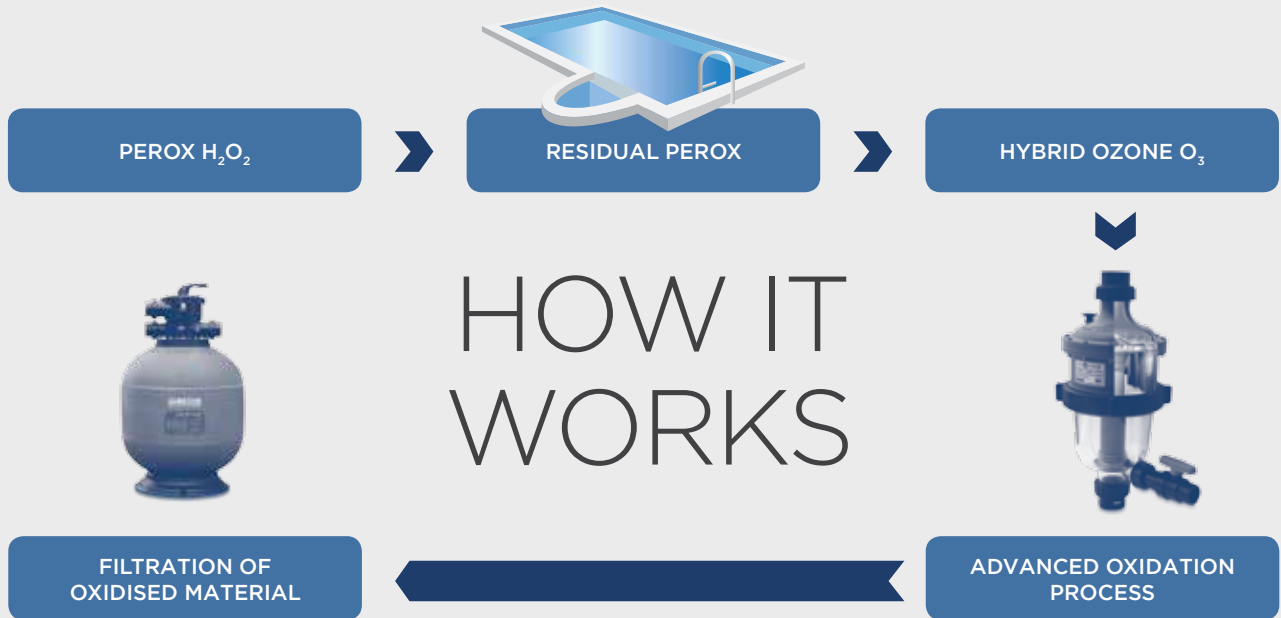 PEROX H₂O₂
RESIDUAL PEROX
HYBRID OZONE O₃
HOW IT
WORKS
FILTRATION OF
OXIDISED MATERIAL
ADVANCED OXIDATION
PROCESS